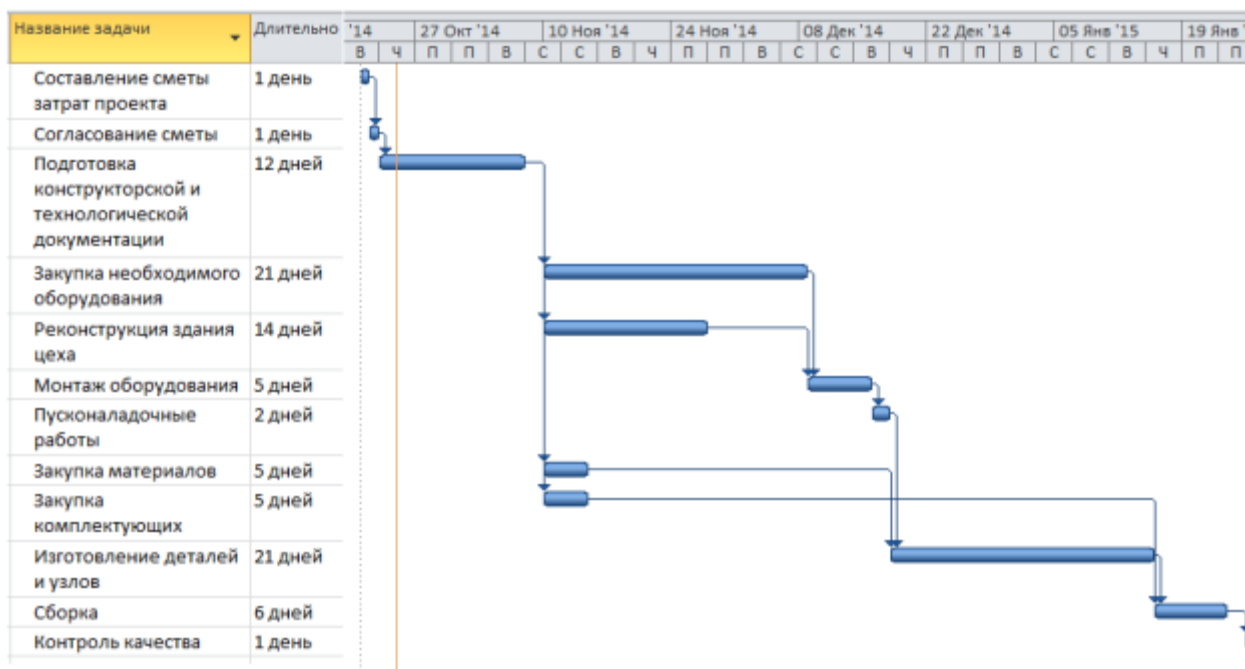 Название задачи Длительно '14 27 Окт '14 10 Ноя '14 24 Ноя '14 08 Дек '14 22 Дек '14 05 Янв '15 19 Янв '
В Ч П П В С С В Ч П П В С С В Ч П П В С С В Ч П П
Составление сметы 1 день
затрат проекта
Согласование сметы 1 день
Подготовка 12 дней
конструкторской и
технологической
документации
Закупка необходимого 21 дней
оборудования
Реконструкция здания 14 дней
цеха
Монтаж оборудования 5 дней
Пусконаладочные 2 дней
работы
Закупка материалов 5 дней
Закупка 5 дней
комплектующих
Изготовление деталей 21 дней
и узлов
Сборка 6 дней
Контроль качества 1 день